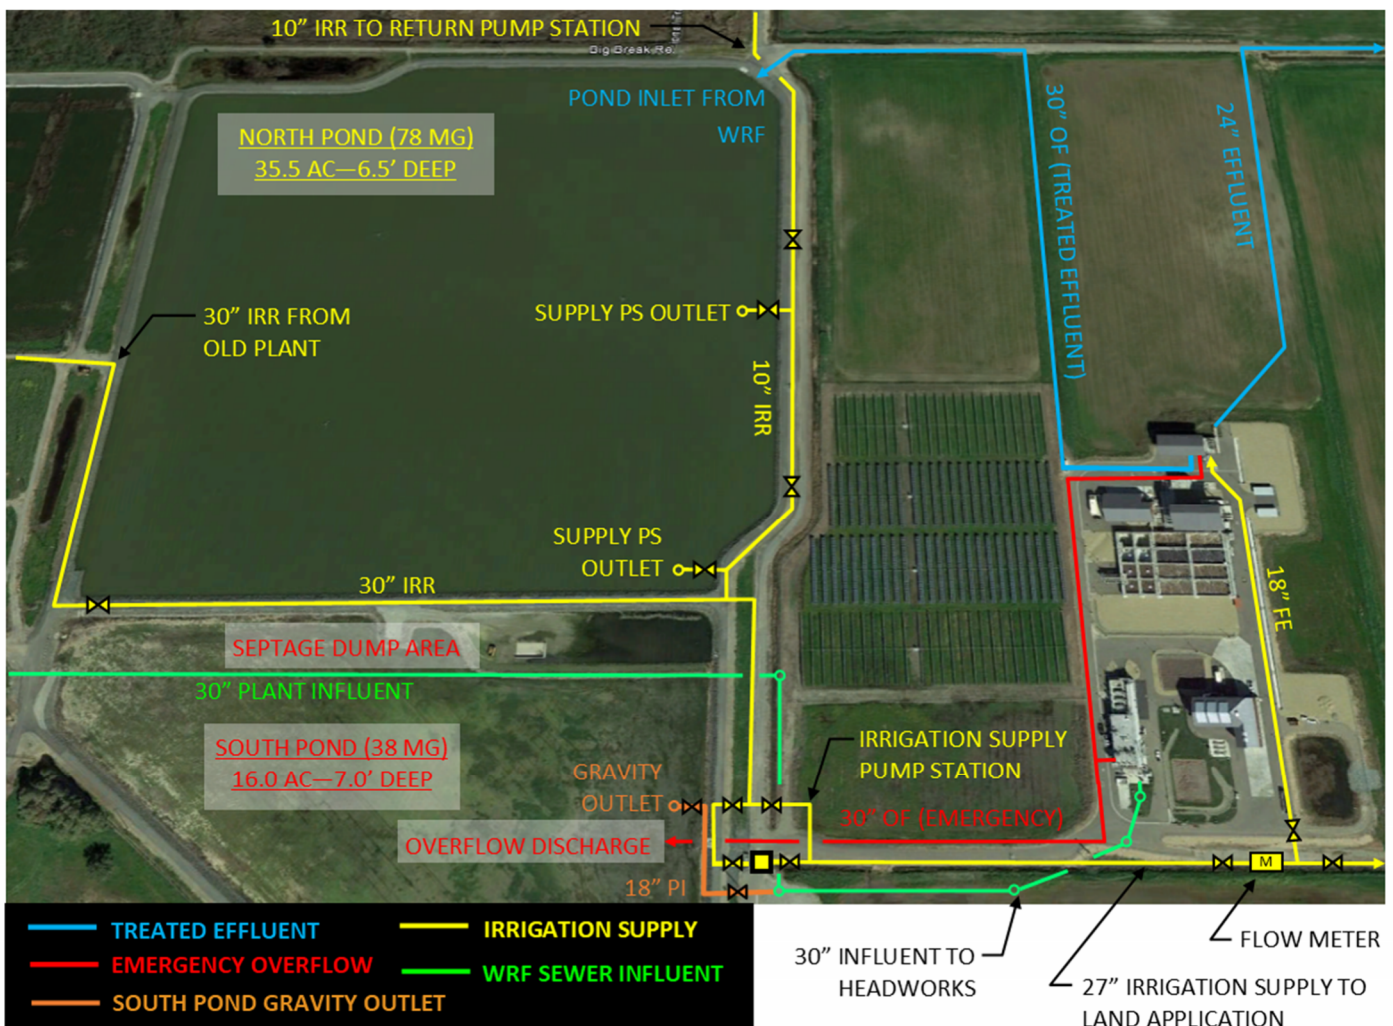 10” IRR TO RETURN PUMP STATION
Big Break Rd
POND INLET FROM
WRF
NORTH POND (78 MG)
35.5 AC—6.5’ DEEP
30” OF (TREATED EFFLUENT)
24” EFFLUENT
30” IRR FROM
OLD PLANT
SUPPLY PS OUTLET
10” IRR
SUPPLY PS
OUTLET
30” IRR
18” FE
SEPTAGE DUMP AREA
30” PLANT INFLUENT
SOUTH POND (38 MG)
16.0 AC—7.0’ DEEP
IRRIGATION SUPPLY
PUMP STATION
GRAVITY
OUTLET
30” OF (EMERGENCY)
OVERFLOW DISCHARGE
M
18” PI
TREATED EFFLUENT
IRRIGATION SUPPLY
EMERGENCY OVERFLOW
WRF SEWER INFLUENT
SOUTH POND GRAVITY OUTLET
30” INFLUENT TO
HEADWORKS
FLOW METER
27” IRRIGATION SUPPLY TO
LAND APPLICATION